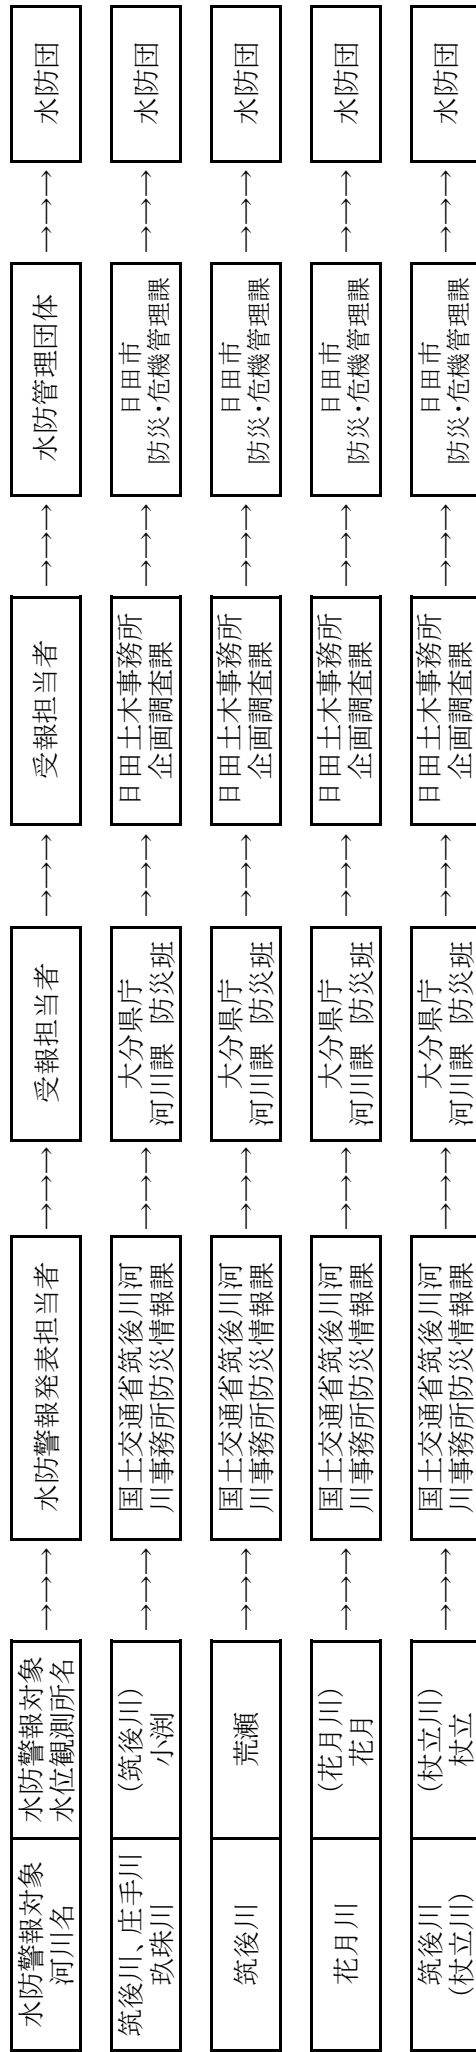 水防警報対象
河川名
水防警報対象
水位観測所名
→→→
水防警報発表担当者
→→→
受報担当者
→→→
受報担当者
→→→
水防管理団体
→→→
水防団
筑後川、庄手川
玖珠川
(筑後川)
小渕
→→→
国土交通省筑後川河
川事務所防災情報課
→→→
大分県庁
河川課 防災班
→→→
日田土木事務所
企画調査課
→→→
日田市
防災・危機管理課
→→→
水防団
筑後川
荒瀬
→→→
国土交通省筑後川河
川事務所防災情報課
→→→
大分県庁
河川課 防災班
→→→
日田土木事務所
企画調査課
→→→
日田市
防災・危機管理課
→→→
水防団
花月川
(花月川)
花月
→→→
国土交通省筑後川河
川事務所防災情報課
→→→
大分県庁
河川課 防災班
→→→
日田土木事務所
企画調査課
→→→
日田市
防災・危機管理課
→→→
水防団
筑後川
(杖立川)
(杖立川)
杖立
→→→
国土交通省筑後川河
川事務所防災情報課
→→→
大分県庁
河川課 防災班
→→→
日田土木事務所
企画調査課
→→→
日田市
防災・危機管理課
→→→
水防団